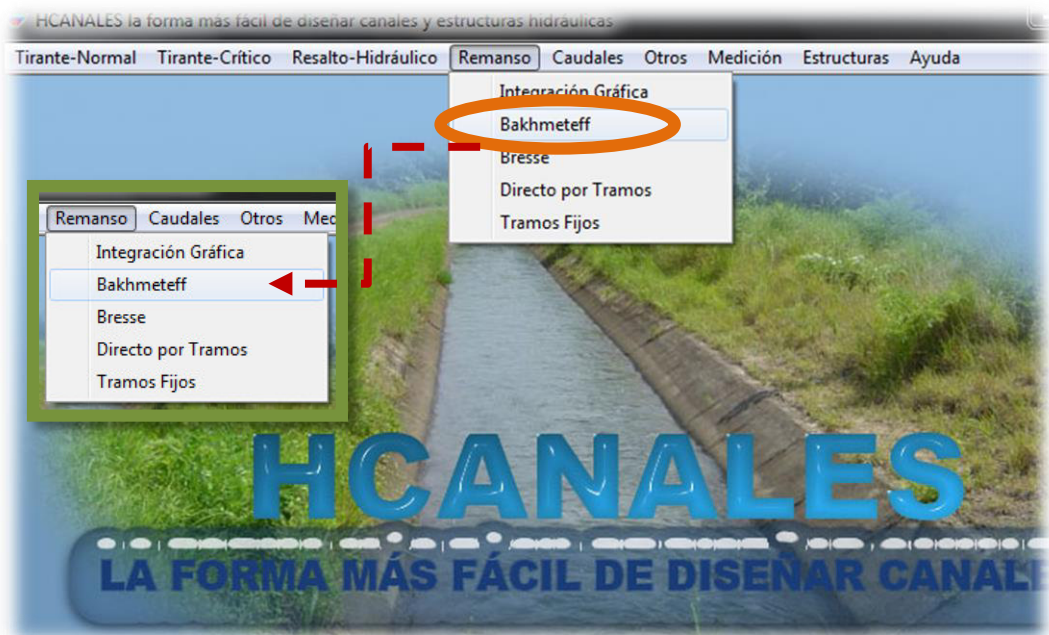 HCANALES la forma más fácil de diseñar canales y estructuras hidráulicas
Tirante-Normal Tirante-Crítico Resalto-Hidráulico Remanso Caudales Otros Medición Estructuras Ayuda
Integración Gráfica
Bakhmeteff
Bresse
Directo por Tramos
Tramos Fijos
Remanso Caudales Otros Med
Integración Gráfica
Bakhmeteff
Bresse
Directo por Tramos
Tramos Fijos
HCANALES
LA FORMA MÁS FÁCIL DE DISEÑAR CANALE